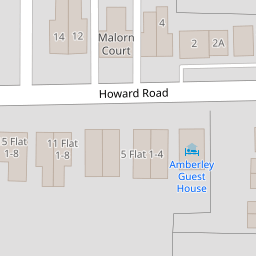 4
Malorn
Court
14
12
2
2A
Howard Road
5 Flat
1-8
11 Flat
1-8
5 Flat 1-4
Amberley
Guest
House